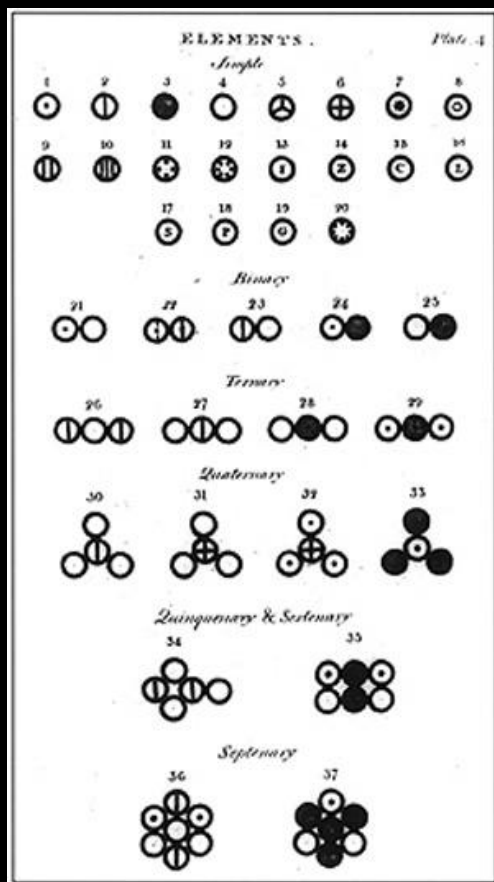 ELEMENTS. Plate 4
Simple
1 2 3 4 5 6 7 8
9 10 11 12 13 14 15 16
I Z C L
17 18 19 20
S P G
Binary
21 22 23 24 25
Ternary
26 27 28 29
Quaternary
30 31 32 33
Quinquenary & Sextenary
34 35
Septenary
36 37